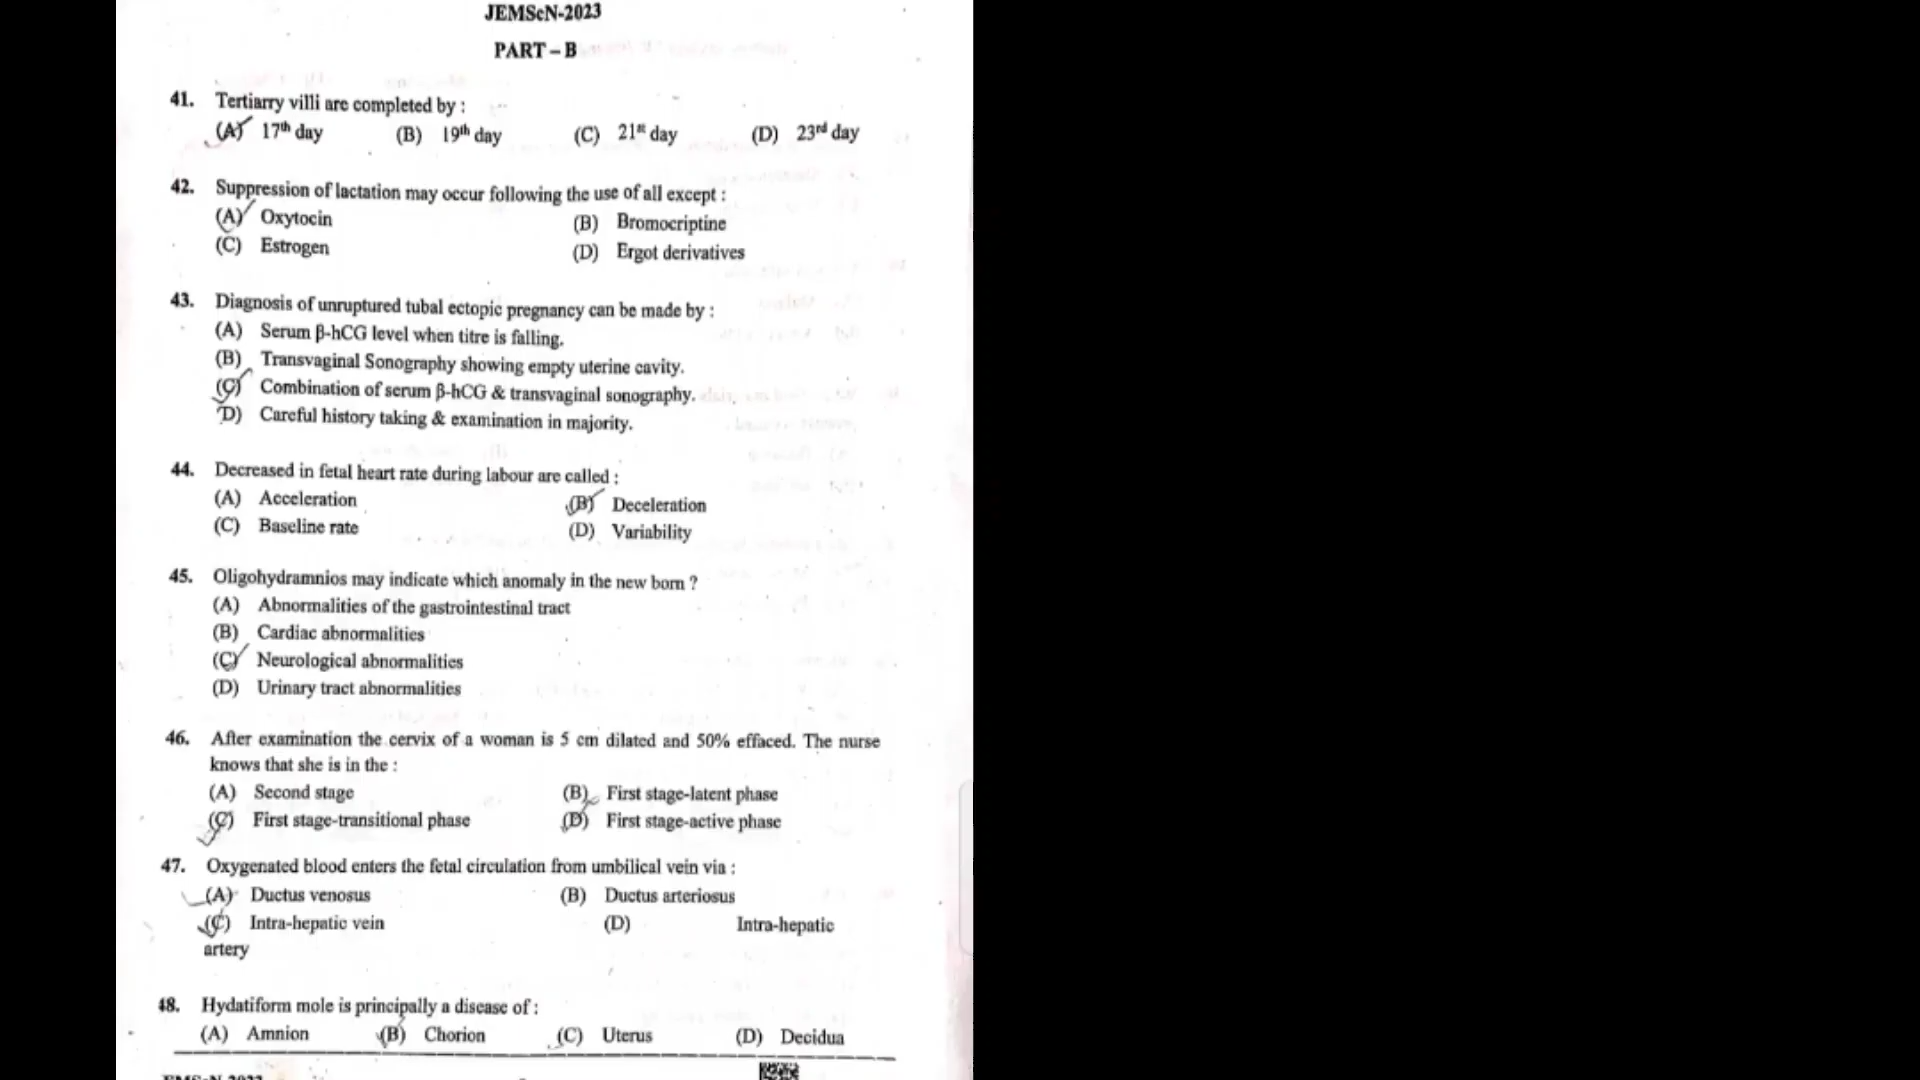 JEMScN-2023
PART – B
41. Tertiarry villi are completed by :
(A) 17th day (B) 19th day (C) 21st day (D) 23rd day
42. Suppression of lactation may occur following the use of all except :
(A) Oxytocin (B) Bromocriptine
(C) Estrogen (D) Ergot derivatives
43. Diagnosis of unruptured tubal ectopic pregnancy can be made by :
(A) Serum β-hCG level when titre is falling.
(B) Transvaginal Sonography showing empty uterine cavity.
(C) Combination of serum β-hCG & transvaginal sonography.
(D) Careful history taking & examination in majority.
44. Decreased in fetal heart rate during labour are called :
(A) Acceleration (B) Deceleration
(C) Baseline rate (D) Variability
45. Oligohydramnios may indicate which anomaly in the new born ?
(A) Abnormalities of the gastrointestinal tract
(B) Cardiac abnormalities
(C) Neurological abnormalities
(D) Urinary tract abnormalities
46. After examination the cervix of a woman is 5 cm dilated and 50% effaced. The nurse
knows that she is in the :
(A) Second stage (B) First stage-latent phase
(C) First stage-transitional phase (D) First stage-active phase
47. Oxygenated blood enters the fetal circulation from umbilical vein via :
(A) Ductus venosus (B) Ductus arteriosus
(C) Intra-hepatic vein (D) Intra-hepatic
artery
48. Hydatiform mole is principally a disease of :
(A) Amnion (B) Chorion (C) Uterus (D) Decidua